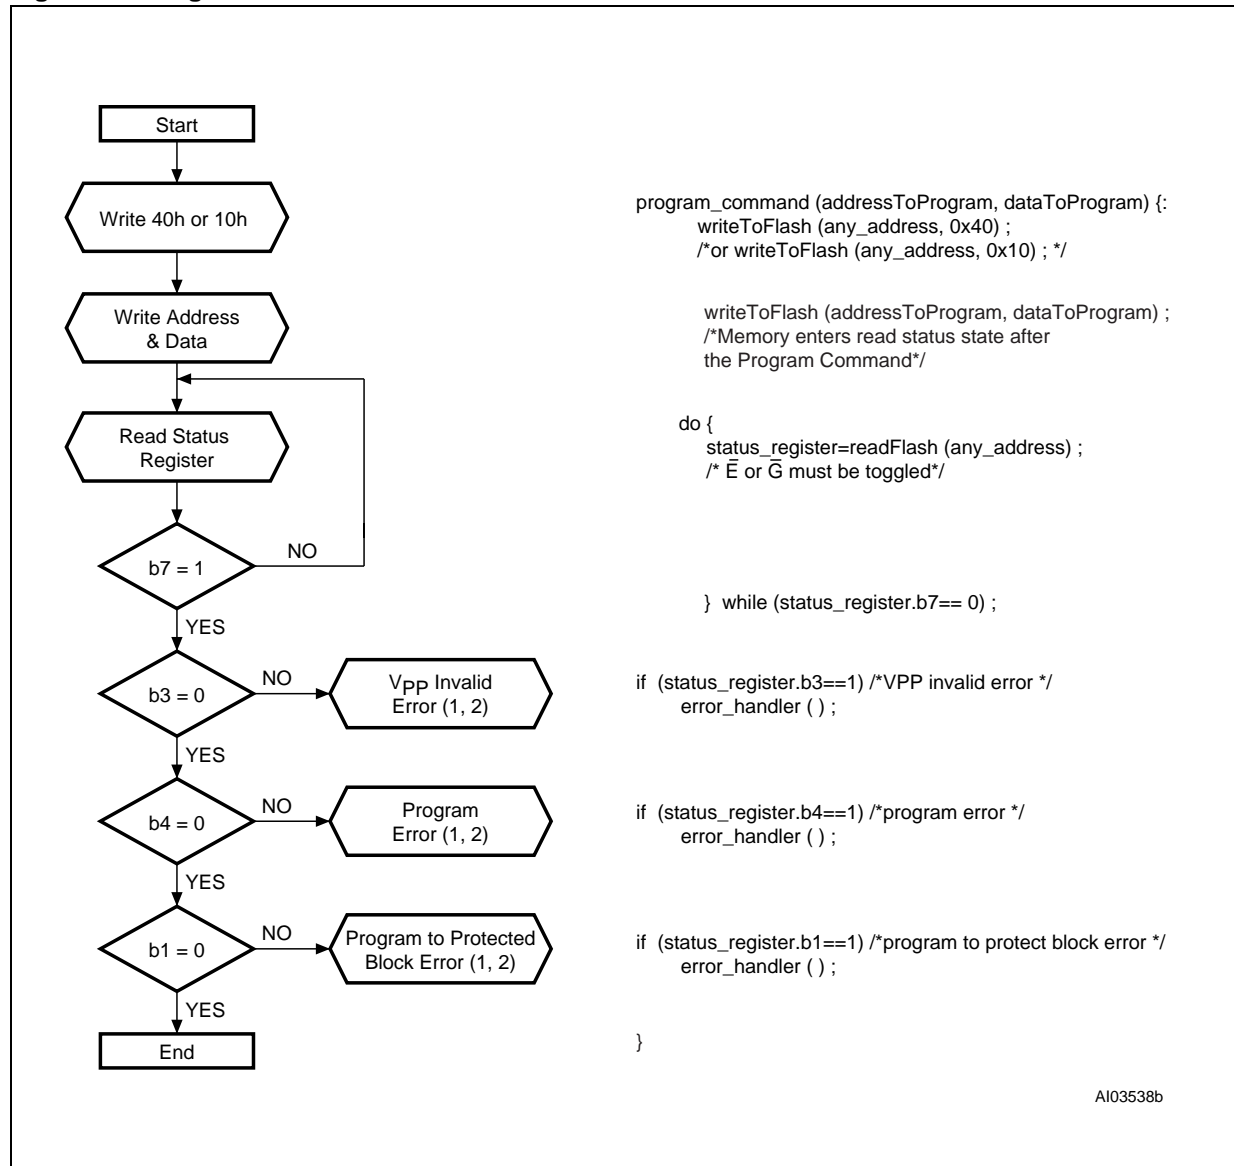 Start
Write 40h or 10h
Write Address
& Data
Read Status
Register
NO
b7 = 1
YES
NO
b3 = 0
VPP Invalid
Error (1, 2)
YES
NO
b4 = 0
Program
Error (1, 2)
YES
NO
b1 = 0
Program to Protected
Block Error (1, 2)
YES
End
program_command (addressToProgram, dataToProgram) {:
writeToFlash (any_address, 0x40) ;
/*or writeToFlash (any_address, 0x10) ; */
writeToFlash (addressToProgram, dataToProgram) ;
/*Memory enters read status state after
the Program Command*/
do {
status_register=readFlash (any_address) ;
/* E̅ or G̅ must be toggled*/
} while (status_register.b7== 0) ;
if (status_register.b3==1) /*VPP invalid error */
error_handler ( ) ;
if (status_register.b4==1) /*program error */
error_handler ( ) ;
if (status_register.b1==1) /*program to protect block error */
error_handler ( ) ;
}
AI03538b